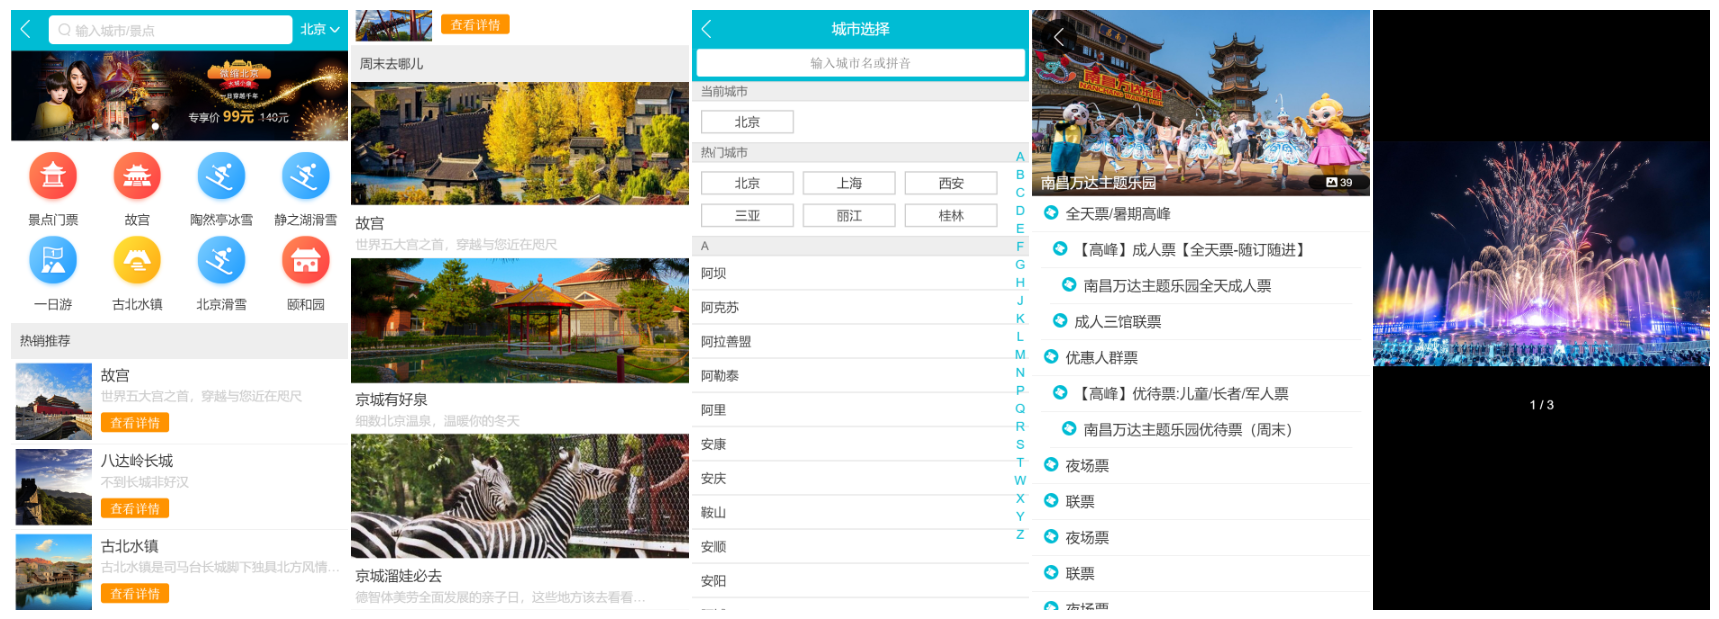 输入城市/景点
北京
微缩北京
专享价 99元 140元
景点门票
故宫
陶然亭冰雪
静之湖滑雪
一日游
古北水镇
北京滑雪
颐和园
热销推荐
故宫
世界五大宫之首，穿越与您近在咫尺
查看详情
八达岭长城
不到长城非好汉
查看详情
古北水镇
古北水镇是司马台长城脚下独具北方风情...
查看详情
查看详情
周末去哪儿
故宫
世界五大宫之首，穿越与您近在咫尺
京城有好泉
细数北京温泉，温暖你的冬天
京城溜娃必去
德智体美劳全面发展的亲子日，这些地方该去看看...
城市选择
输入城市名或拼音
当前城市
北京
热门城市
北京
上海
西安
三亚
丽江
桂林
A
阿坝
阿克苏
阿拉善盟
阿勒泰
阿里
安康
安庆
鞍山
安顺
安阳
A
B
C
D
E
F
G
H
J
K
L
M
N
P
Q
R
S
T
W
X
Y
Z
南昌万达乐园
NANCHANG WANDA PARK
南昌万达主题乐园
39
全天票/暑期高峰
【高峰】成人票【全天票-随订随进】
南昌万达主题乐园全天成人票
成人三馆联票
优惠人群票
【高峰】优待票:儿童/长者/军人票
南昌万达主题乐园优待票（周末）
夜场票
联票
夜场票
联票
夜场票
1 / 3